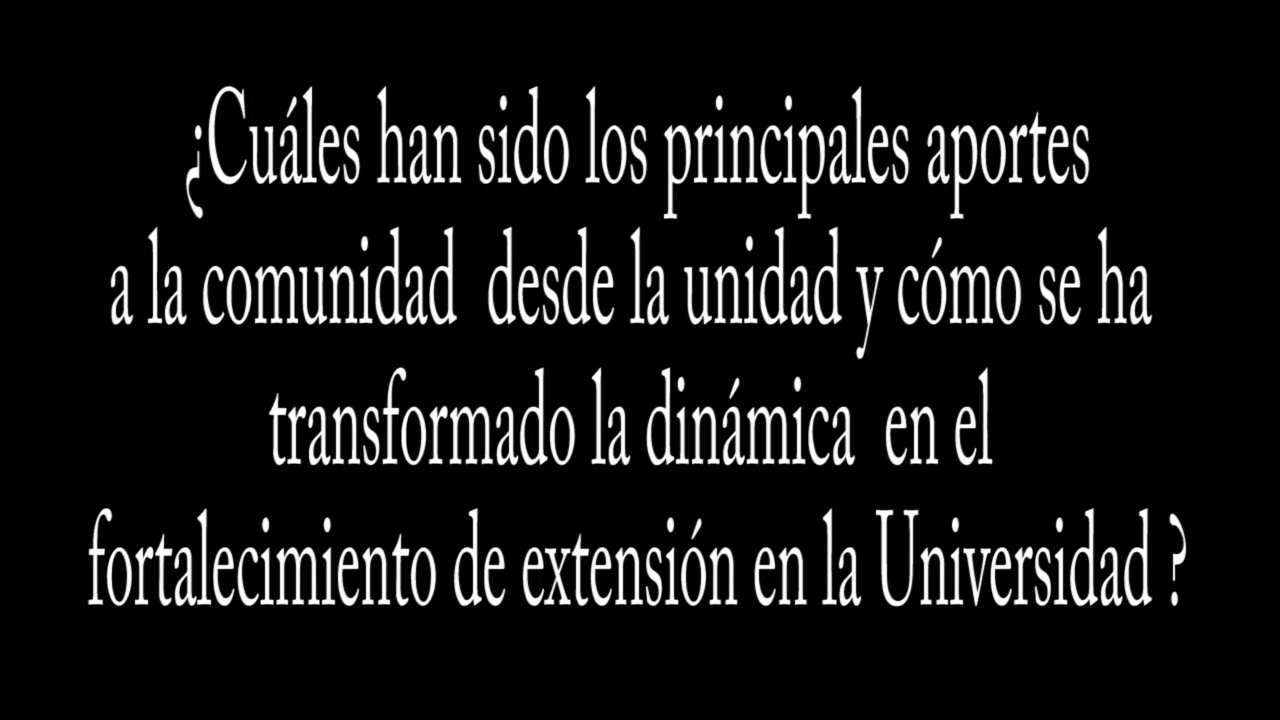 ¿Cuáles han sido los principales aportes
a la comunidad  desde la unidad y cómo se ha
transformado la dinámica  en el
fortalecimiento de extensión en la Universidad ?